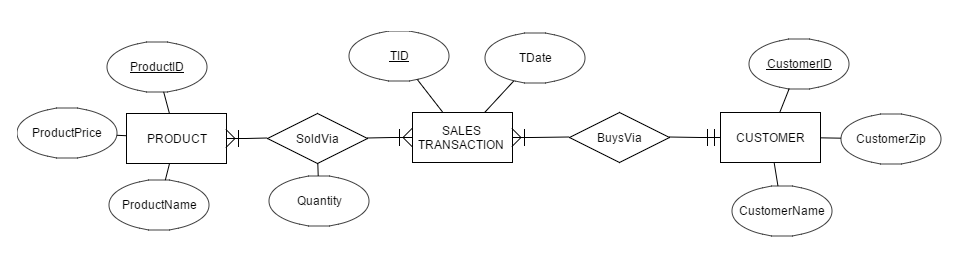 ProductID
TID
TDate
CustomerID
ProductPrice
PRODUCT
SoldVia
SALES
TRANSACTION
BuysVia
CUSTOMER
CustomerZip
ProductName
Quantity
CustomerName